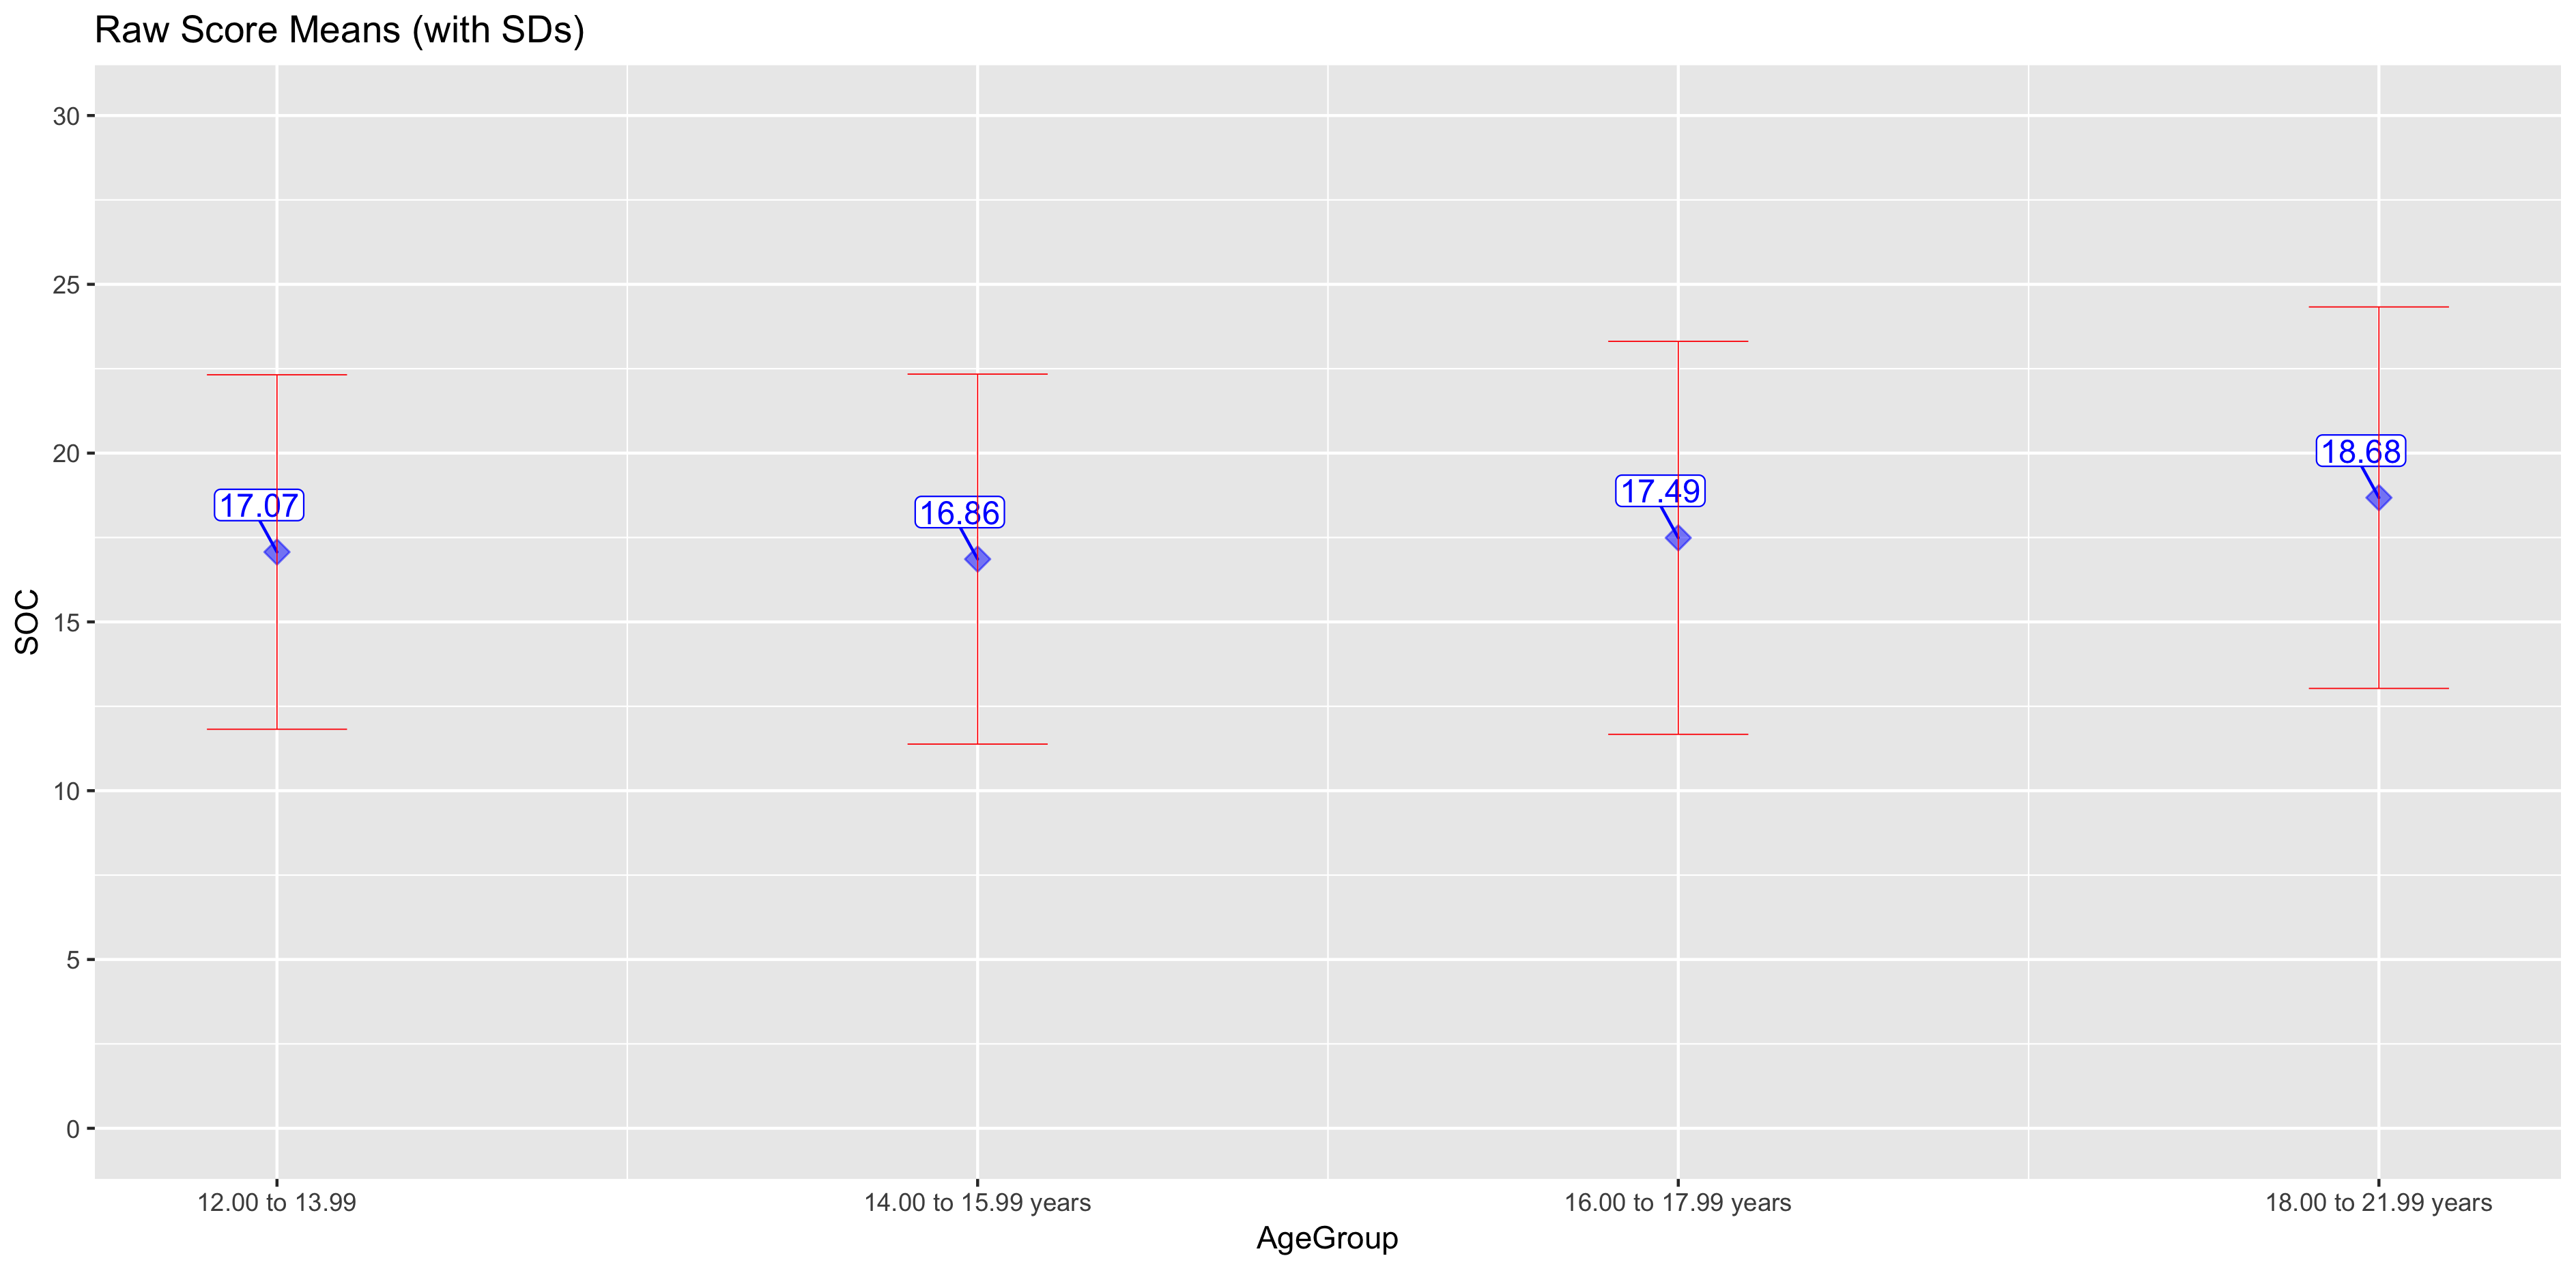 Raw Score Means (with SDs)
30
25
20
15
10
5
0
SOC
17.07
16.86
17.49
18.68
12.00 to 13.99
14.00 to 15.99 years
16.00 to 17.99 years
18.00 to 21.99 years
AgeGroup